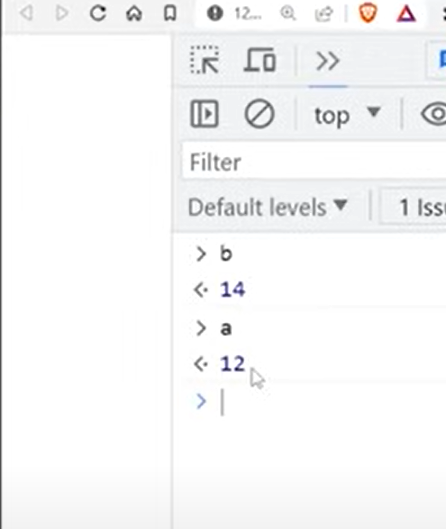 12...
top
Filter
Default levels
1 Issu
> b
<· 14
> a
<· 12
>